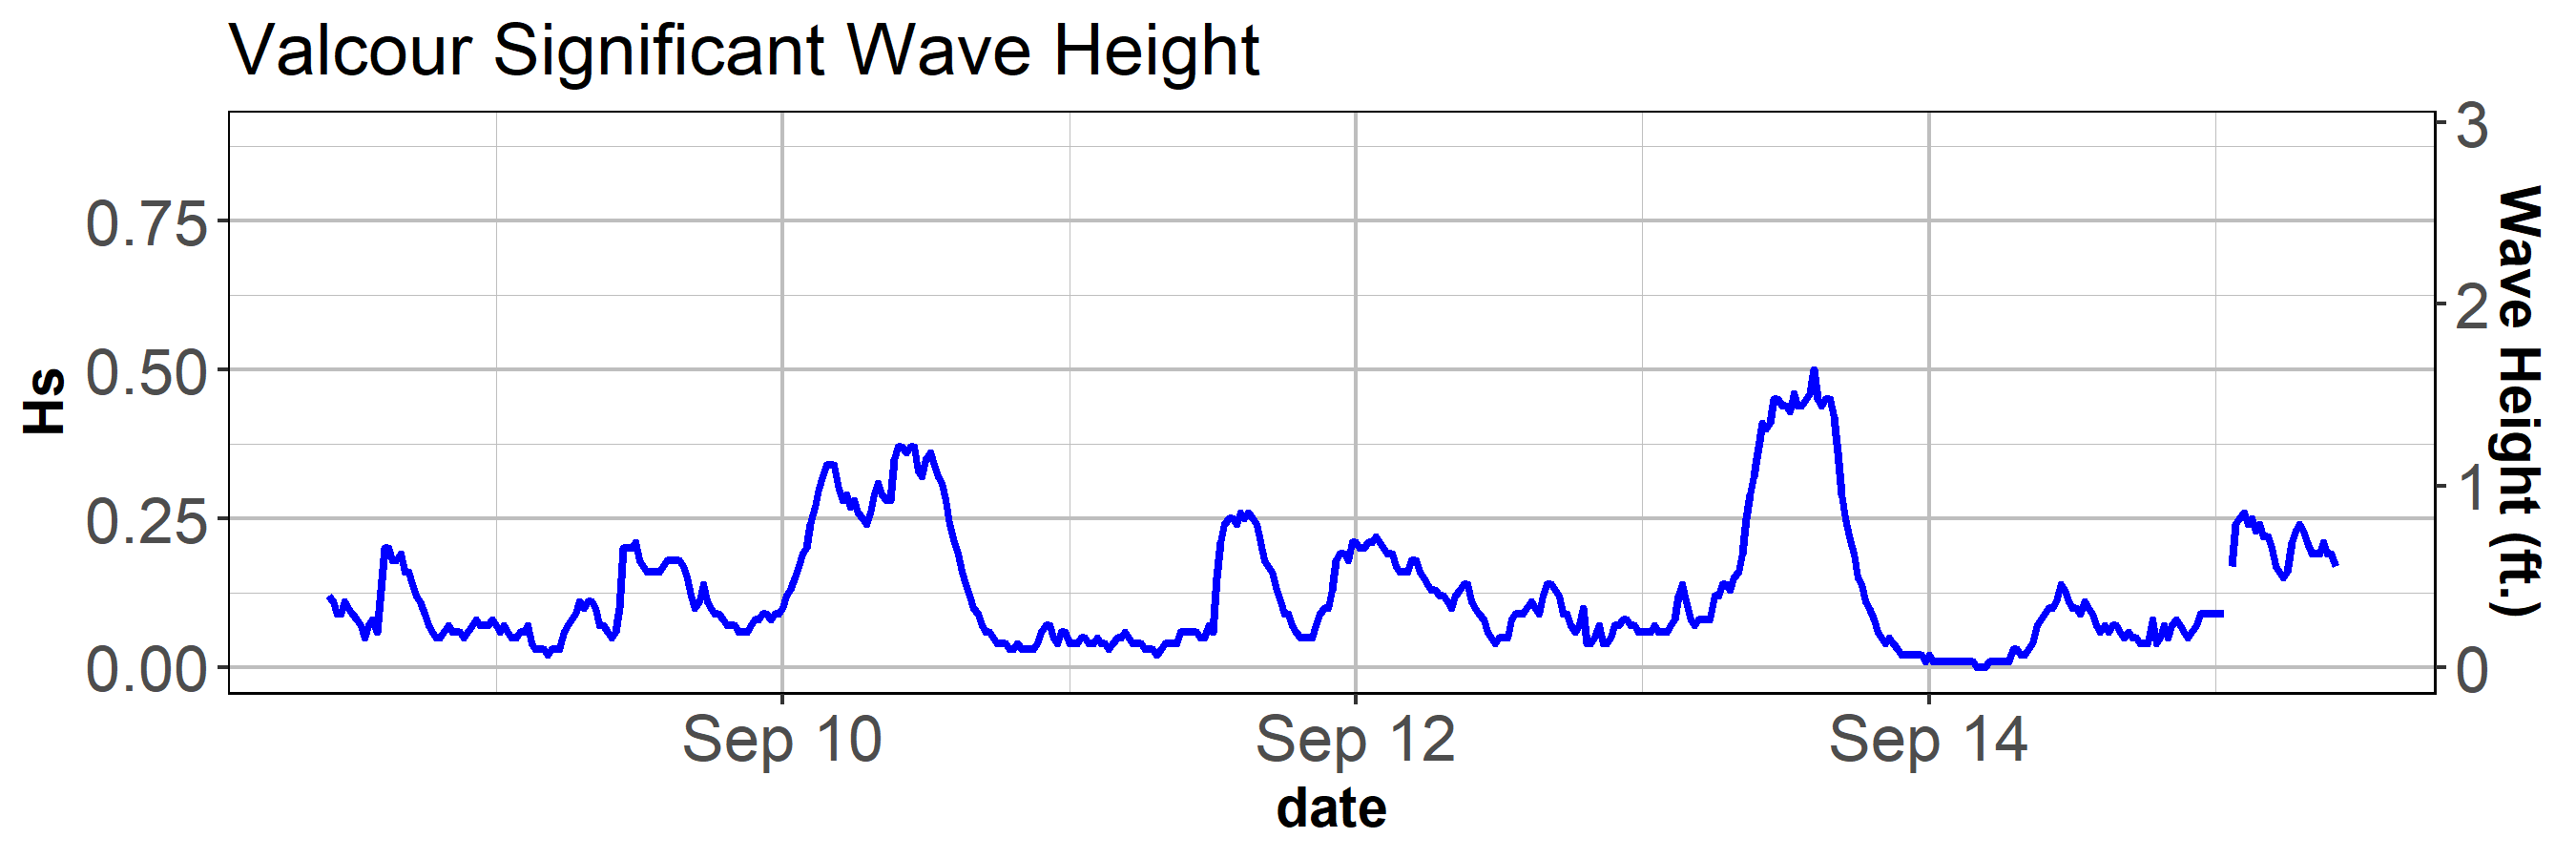 Valcour Significant Wave Height
Hs
0.75
0.50
0.25
0.00
3
2
1
0
Wave Height (ft.)
Sep 10 Sep 12 Sep 14
date